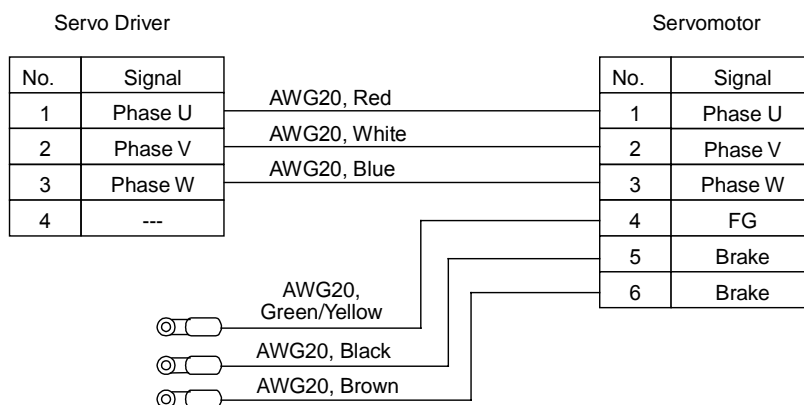 Servo Driver
Servomotor
No. Signal
1 Phase U
2 Phase V
3 Phase W
4 ---
AWG20, Red
AWG20, White
AWG20, Blue
No. Signal
1 Phase U
2 Phase V
3 Phase W
4 FG
5 Brake
6 Brake
AWG20,
Green/Yellow
AWG20, Black
AWG20, Brown